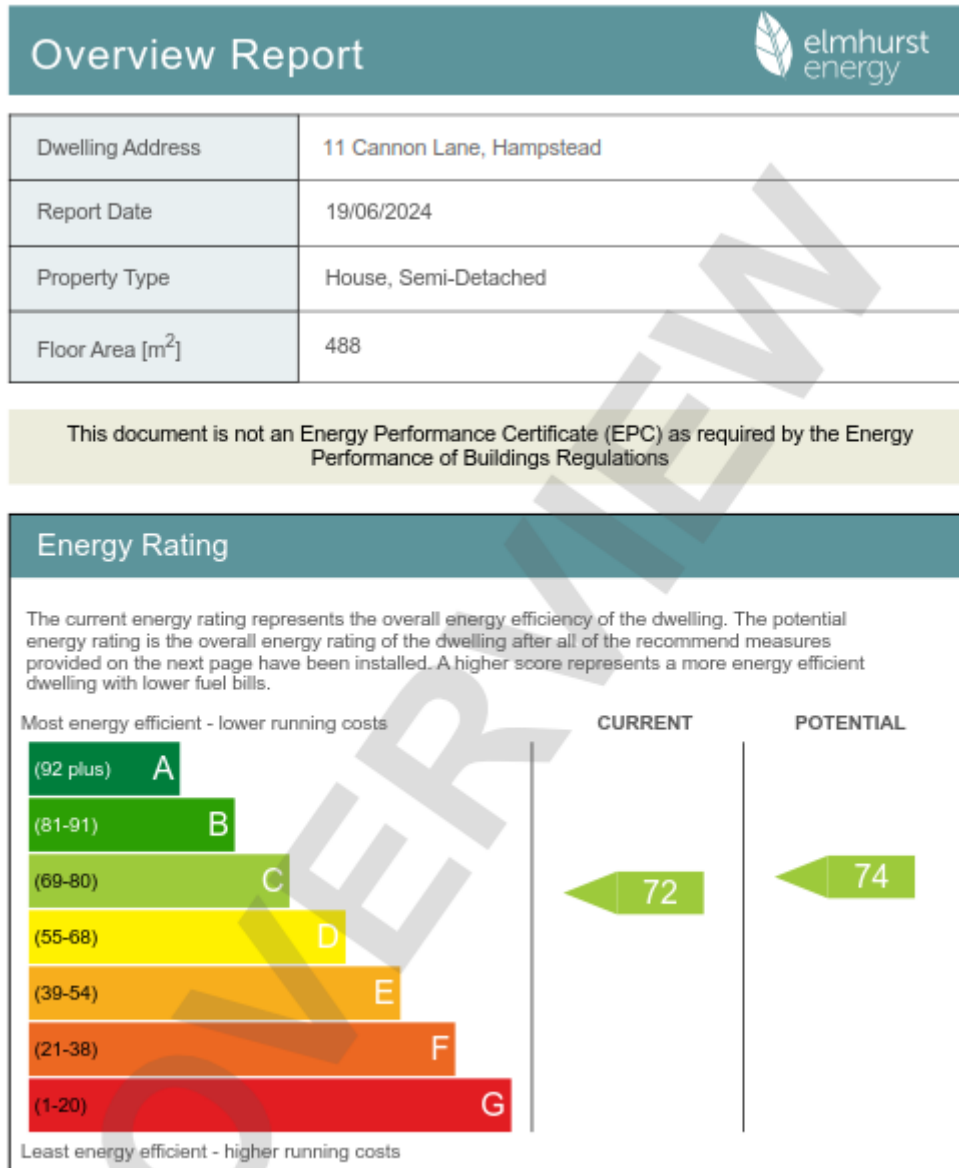 Overview Report
elmhurst
energy
Dwelling Address
11 Cannon Lane, Hampstead
Report Date
19/06/2024
Property Type
House, Semi-Detached
Floor Area [m²]
488
This document is not an Energy Performance Certificate (EPC) as required by the Energy
Performance of Buildings Regulations
Energy Rating
The current energy rating represents the overall energy efficiency of the dwelling. The potential
energy rating is the overall energy rating of the dwelling after all of the recommend measures
provided on the next page have been installed. A higher score represents a more energy efficient
dwelling with lower fuel bills.
Most energy efficient - lower running costs
CURRENT
POTENTIAL
(92 plus) A
(81-91) B
(69-80) C
72
74
(55-68) D
(39-54) E
(21-38) F
(1-20) G
Least energy efficient - higher running costs
OVERVIEW